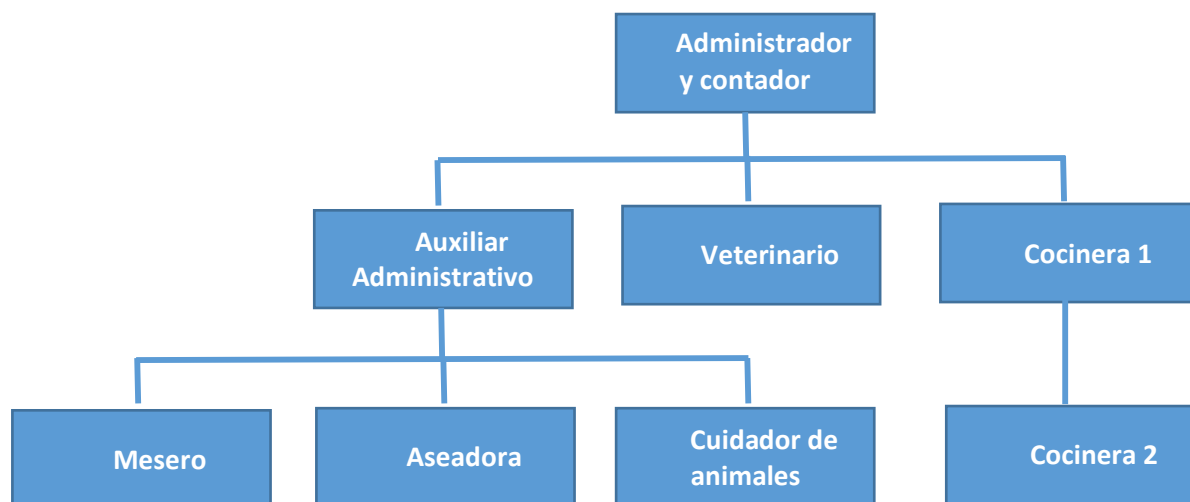 Administrador
y contador
Auxiliar
Administrativo
Veterinario
Cocinera 1
Mesero
Aseadora
Cuidador de
animales
Cocinera 2